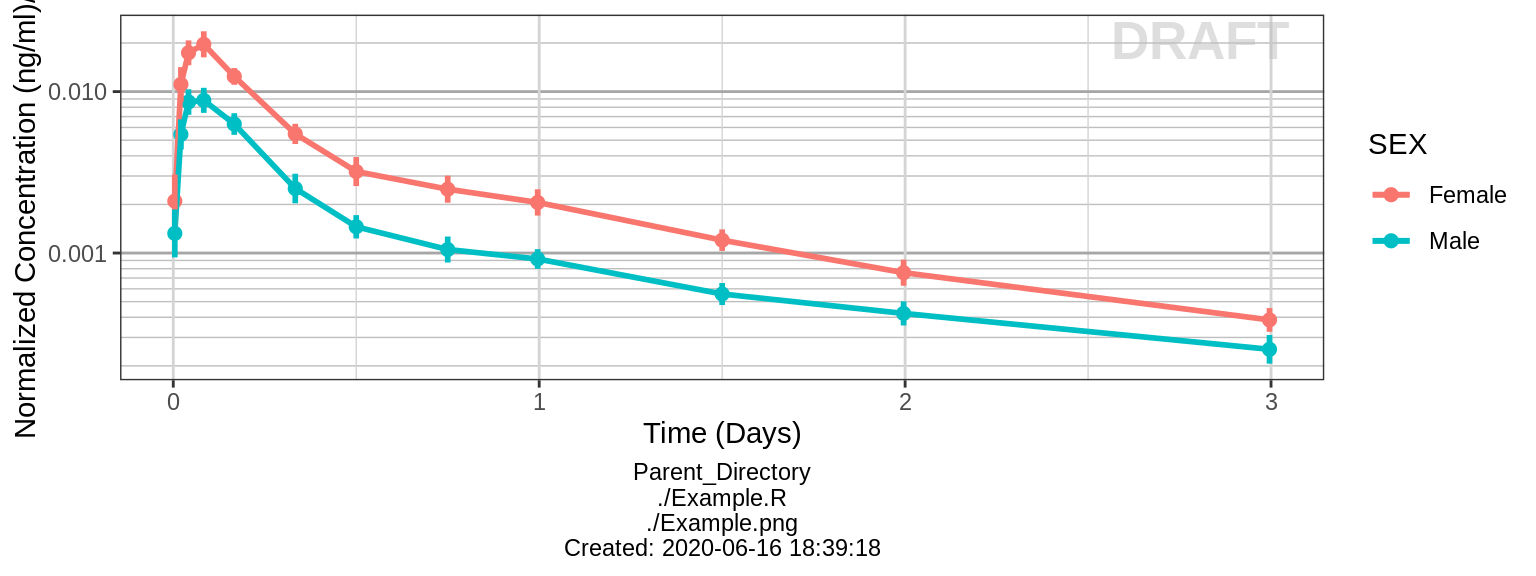 DRAFT
Normalized Concentration (ng/ml)
0.010
0.001
0
1
2
3
Time (Days)
SEX
Female
Male
Parent_Directory
./Example.R
./Example.png
Created: 2020-06-16 18:39:18